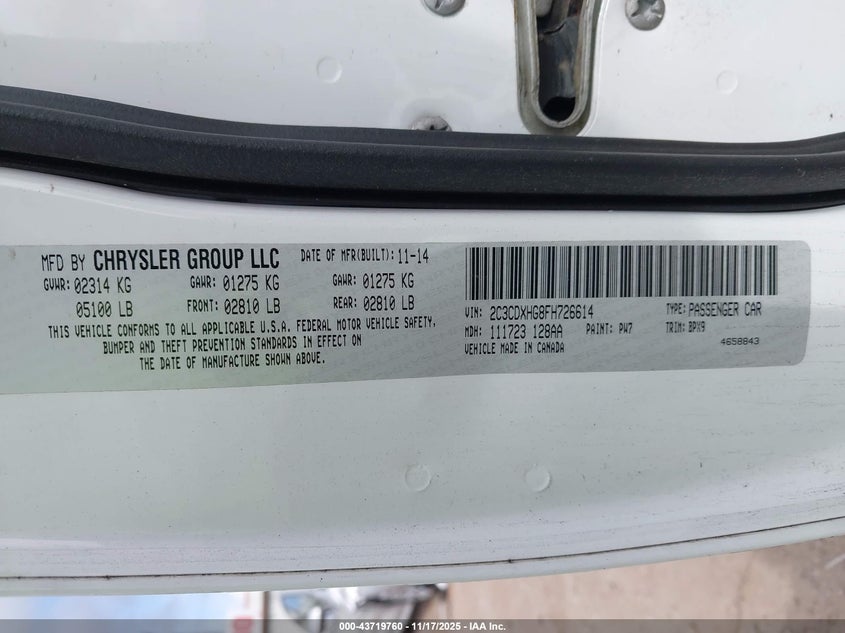 MFD BY CHRYSLER GROUP LLC DATE OF MFR(BUILT): 11-14
GVWR: 02314 KG GAWR: 01275 KG GAWR: 01275 KG
05100 LB FRONT: 02810 LB REAR: 02810 LB
THIS VEHICLE CONFORMS TO ALL APPLICABLE U.S.A. FEDERAL MOTOR VEHICLE SAFETY,
BUMPER AND THEFT PREVENTION STANDARDS IN EFFECT ON
THE DATE OF MANUFACTURE SHOWN ABOVE.
VIN: 2C3CDXHG8FH726614 TYPE: PASSENGER CAR
MDH: 111723 128AA PAINT: PW7 TRIM: BPX9
VEHICLE MADE IN CANADA 4658843
000-43719760 - 11/17/2025 - IAA Inc.